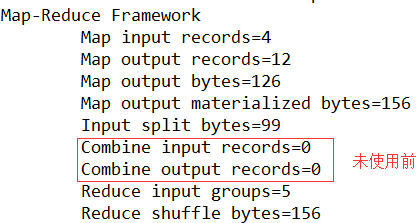 Map-Reduce Framework
Map input records=4
Map output records=12
Map output bytes=126
Map output materialized bytes=156
Input split bytes=99
Combine input records=0
Combine output records=0
未使用前
Reduce input groups=5
Reduce shuffle bytes=156